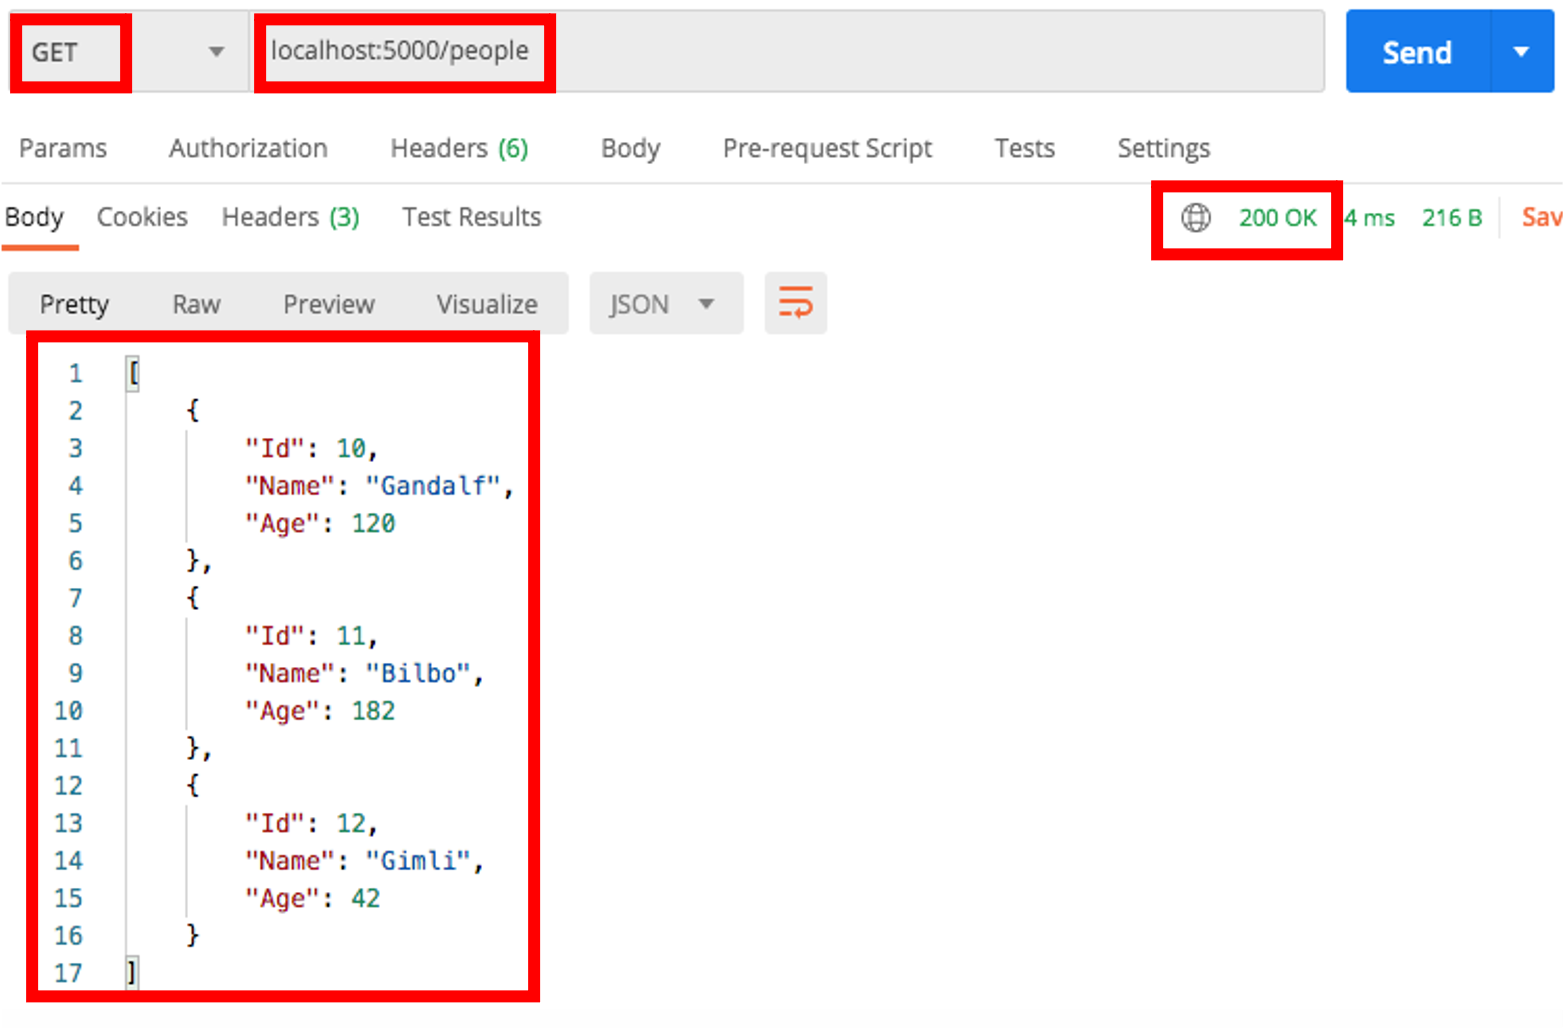 GET localhost:5000/people Send
Params Authorization Headers (6) Body Pre-request Script Tests Settings
Body Cookies Headers (3) Test Results 200 OK 4 ms 216 B Sav
Pretty Raw Preview Visualize JSON
1 [
2 {
3 "Id": 10,
4 "Name": "Gandalf",
5 "Age": 120
6 },
7 {
8 "Id": 11,
9 "Name": "Bilbo",
10 "Age": 182
11 },
12 {
13 "Id": 12,
14 "Name": "Gimli",
15 "Age": 42
16 }
17 ]